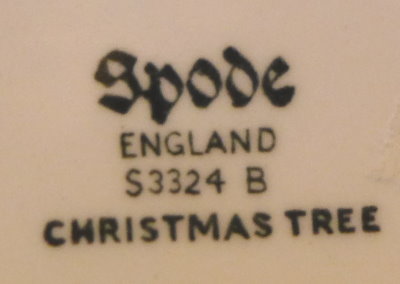 Spode
ENGLAND
S3324 B
CHRISTMAS TREE